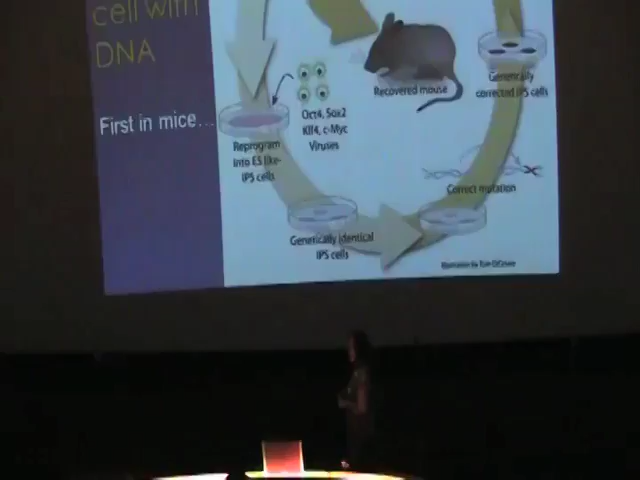 cell with
DNA
First in mice...
Recovered mouse
Genetically
corrected IPS cells
Oct4, Sox2
Klf4, c-Myc
Viruses
Reprogram
into ES like-
IPS cells
Correct mutation
Genetically identical
IPS cells